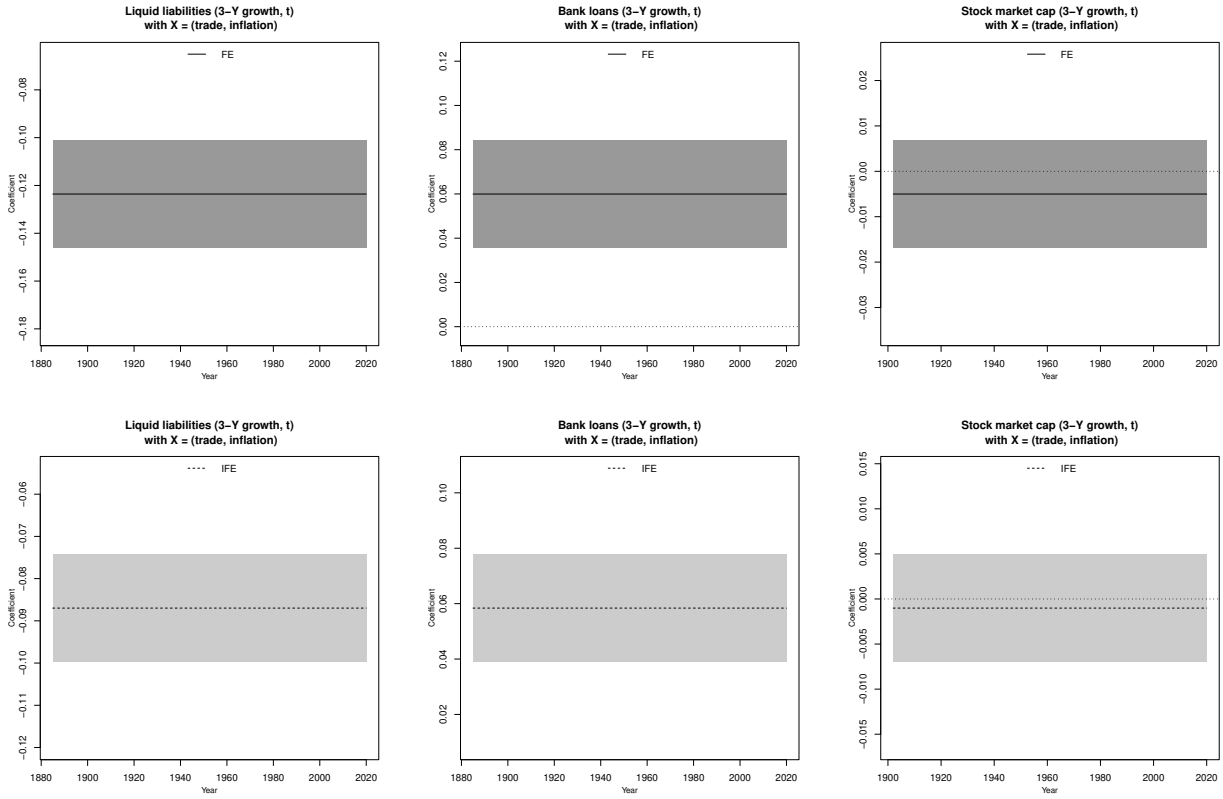 Liquid liabilities (3−Y growth, t)
with X = (trade, inflation)
FE
−0.08
−0.10
−0.12
−0.14
−0.16
−0.18
Coefficient
1880 1900 1920 1940 1960 1980 2000 2020
Year
Bank loans (3−Y growth, t)
with X = (trade, inflation)
FE
0.12
0.10
0.08
0.06
0.04
0.02
0.00
Coefficient
1880 1900 1920 1940 1960 1980 2000 2020
Year
Stock market cap (3−Y growth, t)
with X = (trade, inflation)
FE
0.02
0.01
0.00
−0.01
−0.02
−0.03
Coefficient
1900 1920 1940 1960 1980 2000 2020
Year
Liquid liabilities (3−Y growth, t)
with X = (trade, inflation)
IFE
−0.06
−0.07
−0.08
−0.09
−0.10
−0.11
−0.12
Coefficient
1880 1900 1920 1940 1960 1980 2000 2020
Year
Bank loans (3−Y growth, t)
with X = (trade, inflation)
IFE
0.10
0.08
0.06
0.04
0.02
Coefficient
1880 1900 1920 1940 1960 1980 2000 2020
Year
Stock market cap (3−Y growth, t)
with X = (trade, inflation)
IFE
0.015
0.010
0.005
0.000
−0.005
−0.010
−0.015
Coefficient
1900 1920 1940 1960 1980 2000 2020
Year